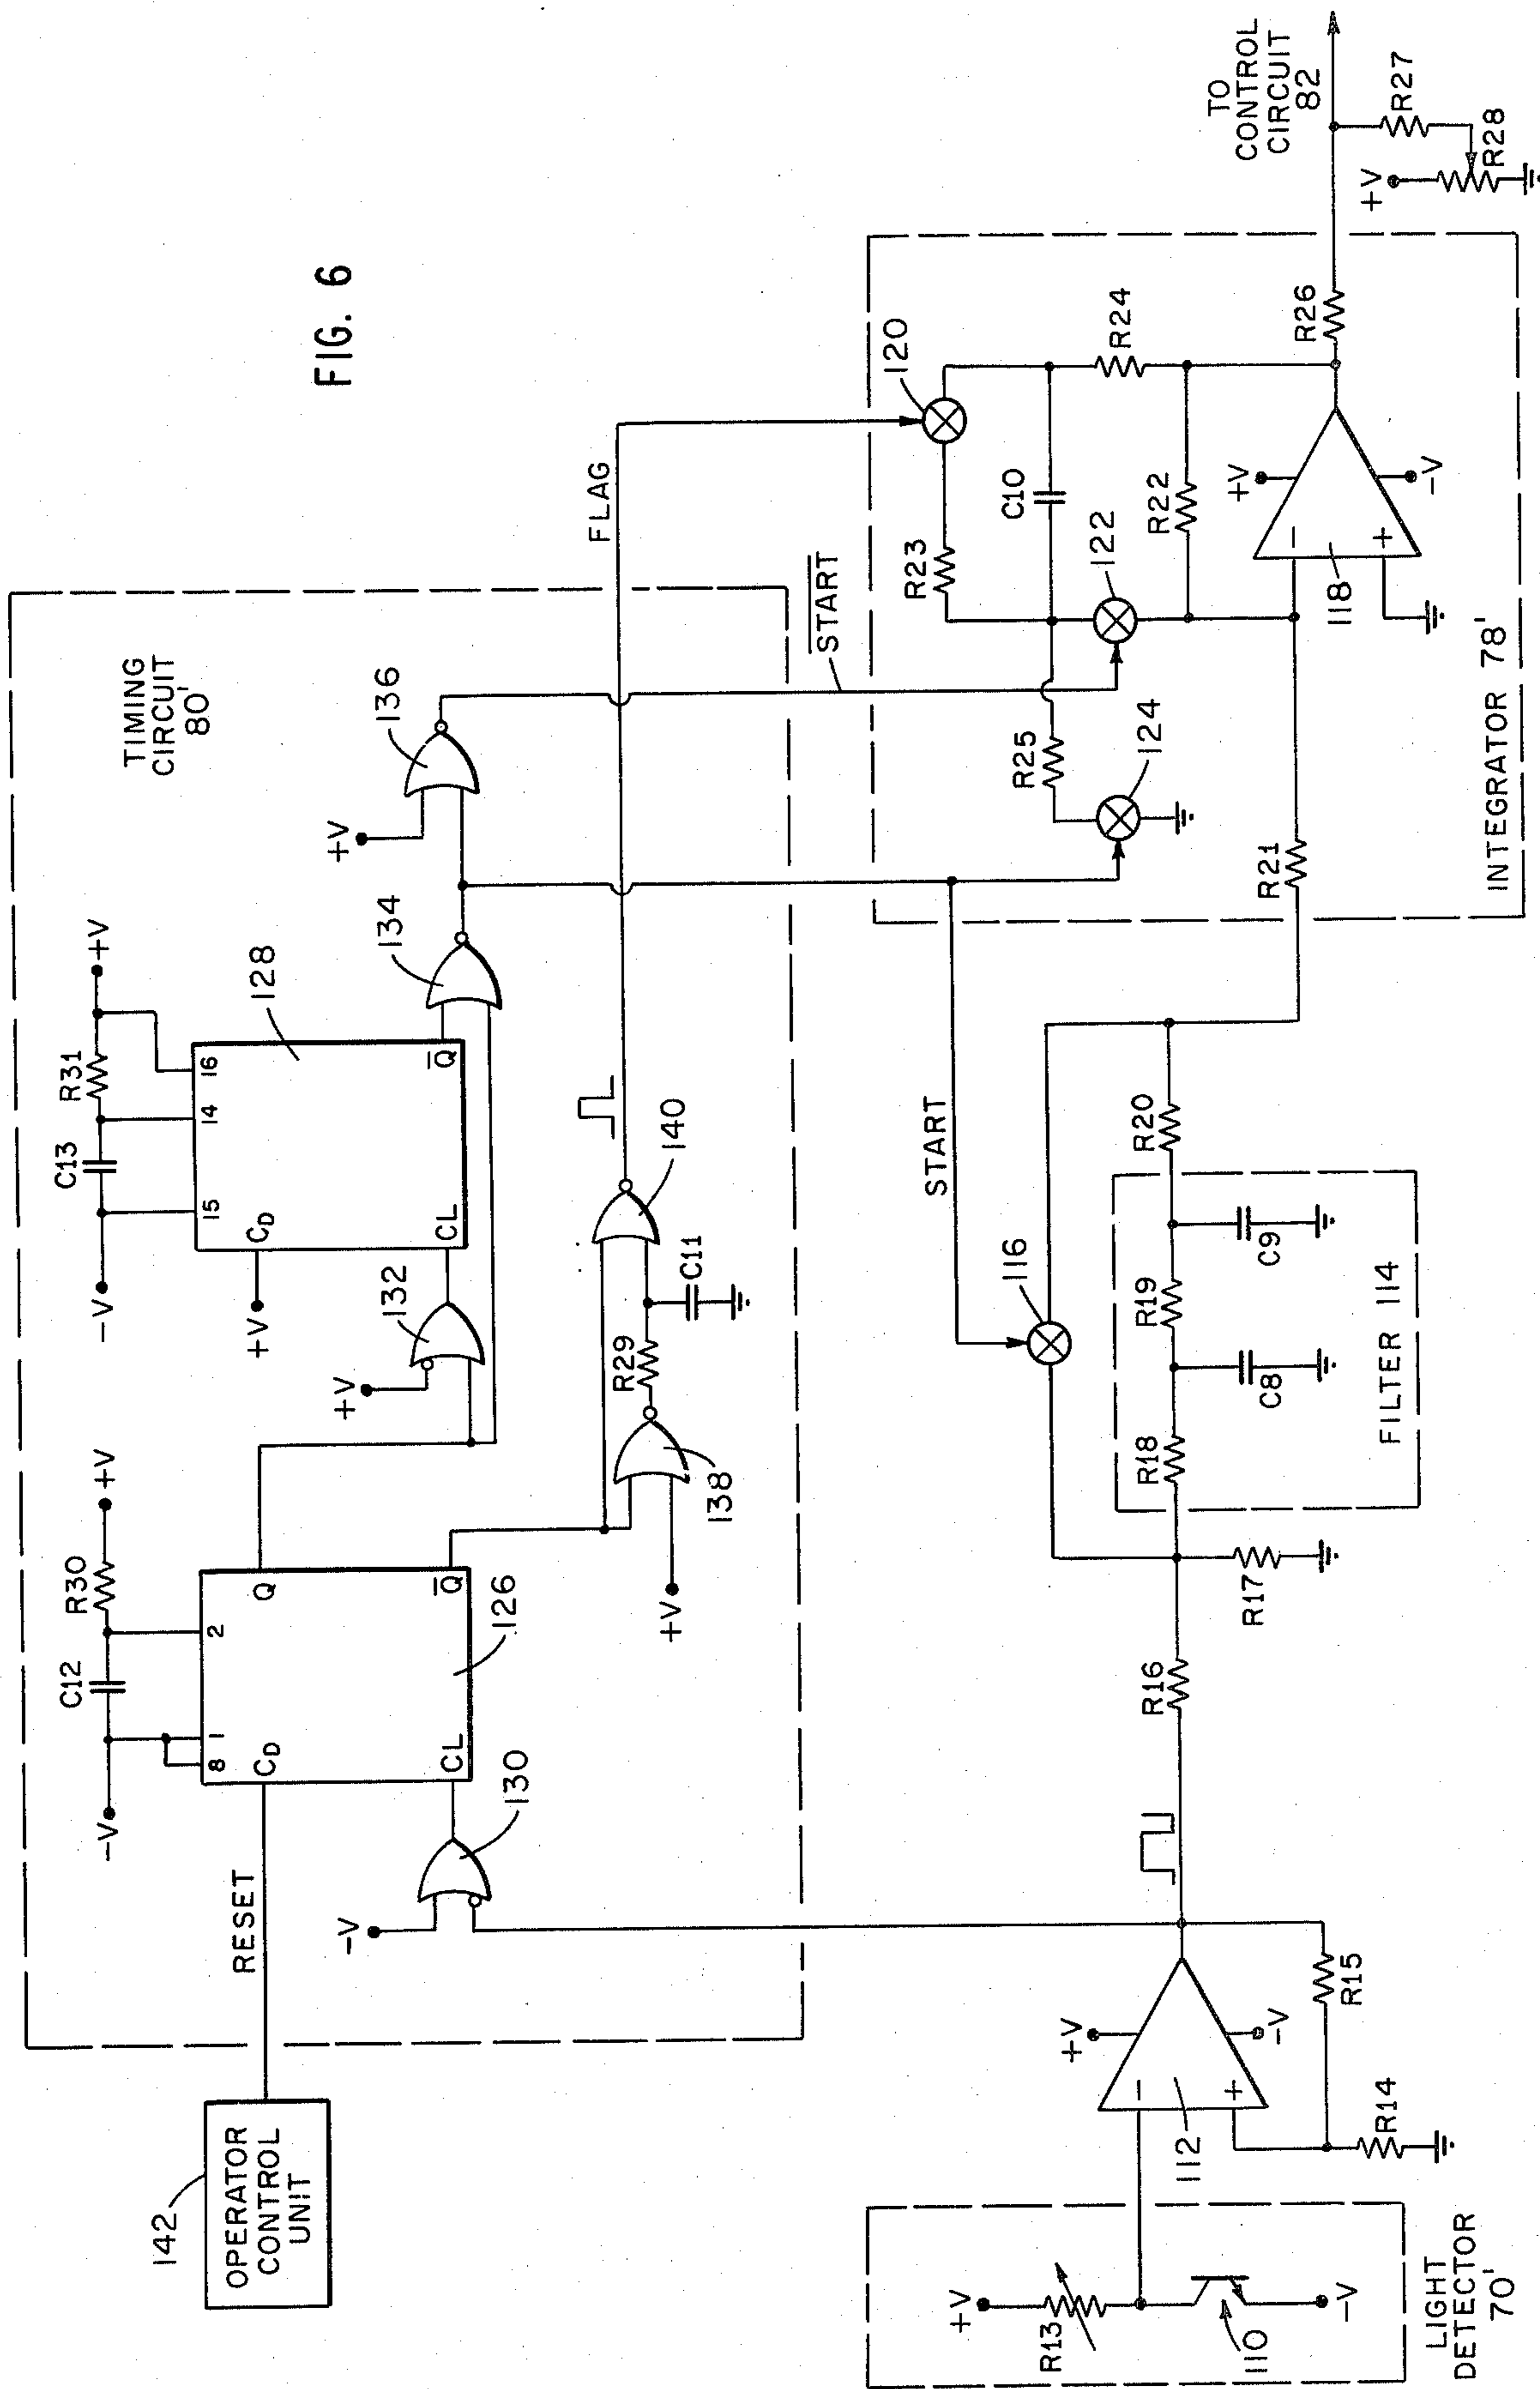 FIG. 6
142
OPERATOR
CONTROL
UNIT
RESET
TIMING
CIRCUIT
80'
-V
C12
R30
+V
8
1
2
CD
Q
CL
Q̅
126
130
-V
-V
C13
R31
+V
15
14
16
CD
+V
CL
Q̅
128
132
+V
134
136
+V
138
+V
R29
C11
140
FLAG
START
S̅T̅A̅R̅T̅
LIGHT
DETECTOR
70'
+V
R13
110
-V
112
-
+
+V
-V
R14
R15
R16
R17
116
R18
R19
R20
C8
C9
FILTER 114
INTEGRATOR 78'
R21
R25
124
122
R23
C10
120
R24
R22
118
-
+
+V
-V
R26
TO
CONTROL
CIRCUIT
82
R27
R28
+V